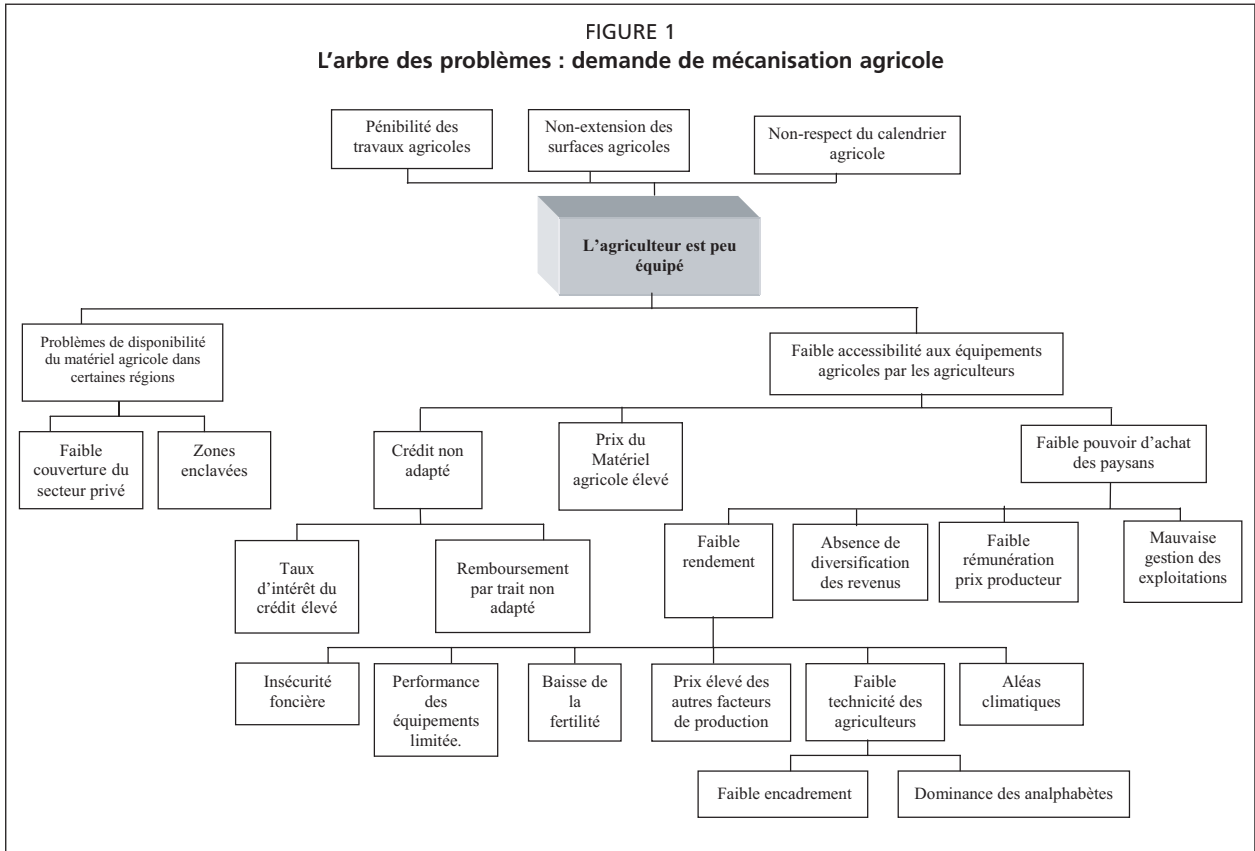 FIGURE 1
L'arbre des problèmes : demande de mécanisation agricole
Pénibilité des
travaux agricoles
Non-extension des
surfaces agricoles
Non-respect du calendrier
agricole
L'agriculteur est peu
équipé
Problèmes de disponibilité
du matériel agricole dans
certaines régions
Faible accessibilité aux équipements
agricoles par les agriculteurs
Faible
couverture du
secteur privé
Zones
enclavées
Crédit non
adapté
Prix du
Matériel
agricole élevé
Faible pouvoir d'achat
des paysans
Taux
d'intérêt du
crédit élevé
Remboursement
par trait non
adapté
Faible
rendement
Absence de
diversification
des revenus
Faible
rémunération
prix producteur
Mauvaise
gestion des
exploitations
Insécurité
foncière
Performance
des
équipements
limitée.
Baisse de
la
fertilité
Prix élevé des
autres facteurs
de production
Faible
technicité des
agriculteurs
Aléas
climatiques
Faible encadrement
Dominance des analphabètes